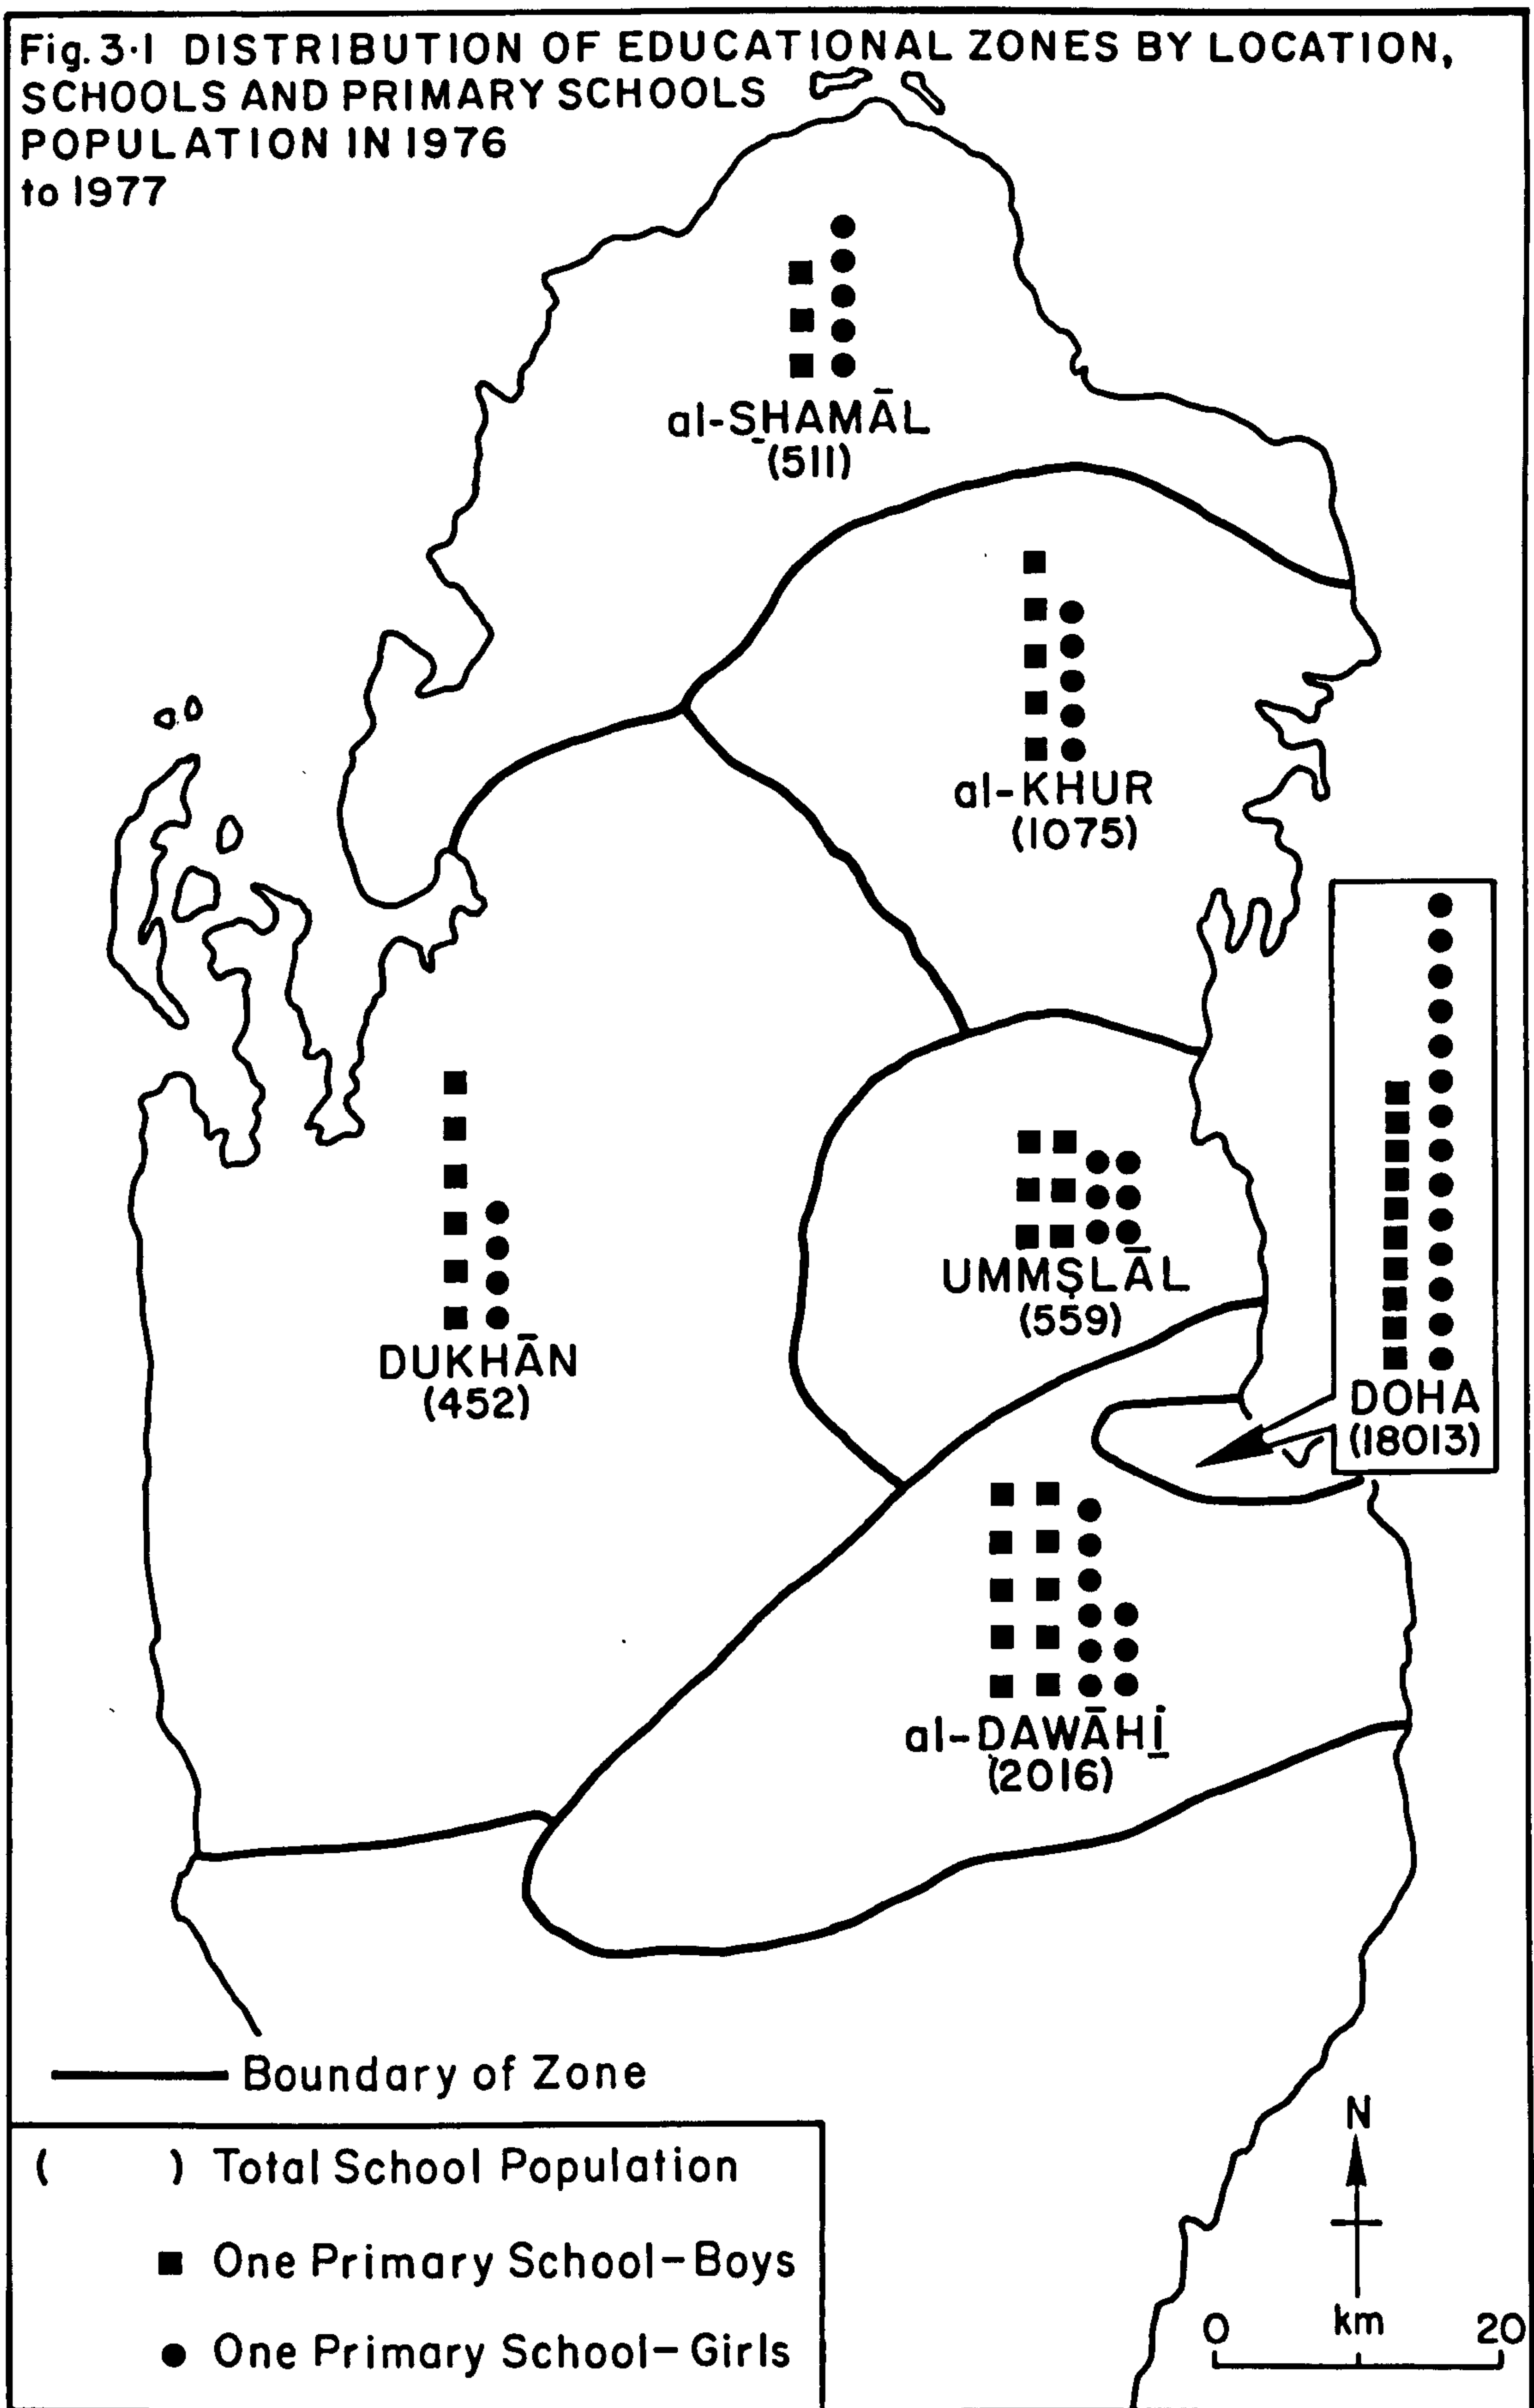 Fig. 3·1 DISTRIBUTION OF EDUCATIONAL ZONES BY LOCATION,
SCHOOLS AND PRIMARY SCHOOLS
POPULATION IN 1976
to 1977
al-S̱HAMĀL
(511)
al-KHUR
(1075)
UMMṢLĀL
(559)
DUKHĀN
(452)
DOHA
(18013)
al-DAWĀHI̱
(2016)
Boundary of Zone
( ) Total School Population
One Primary School-Boys
One Primary School-Girls
N
0 km 20